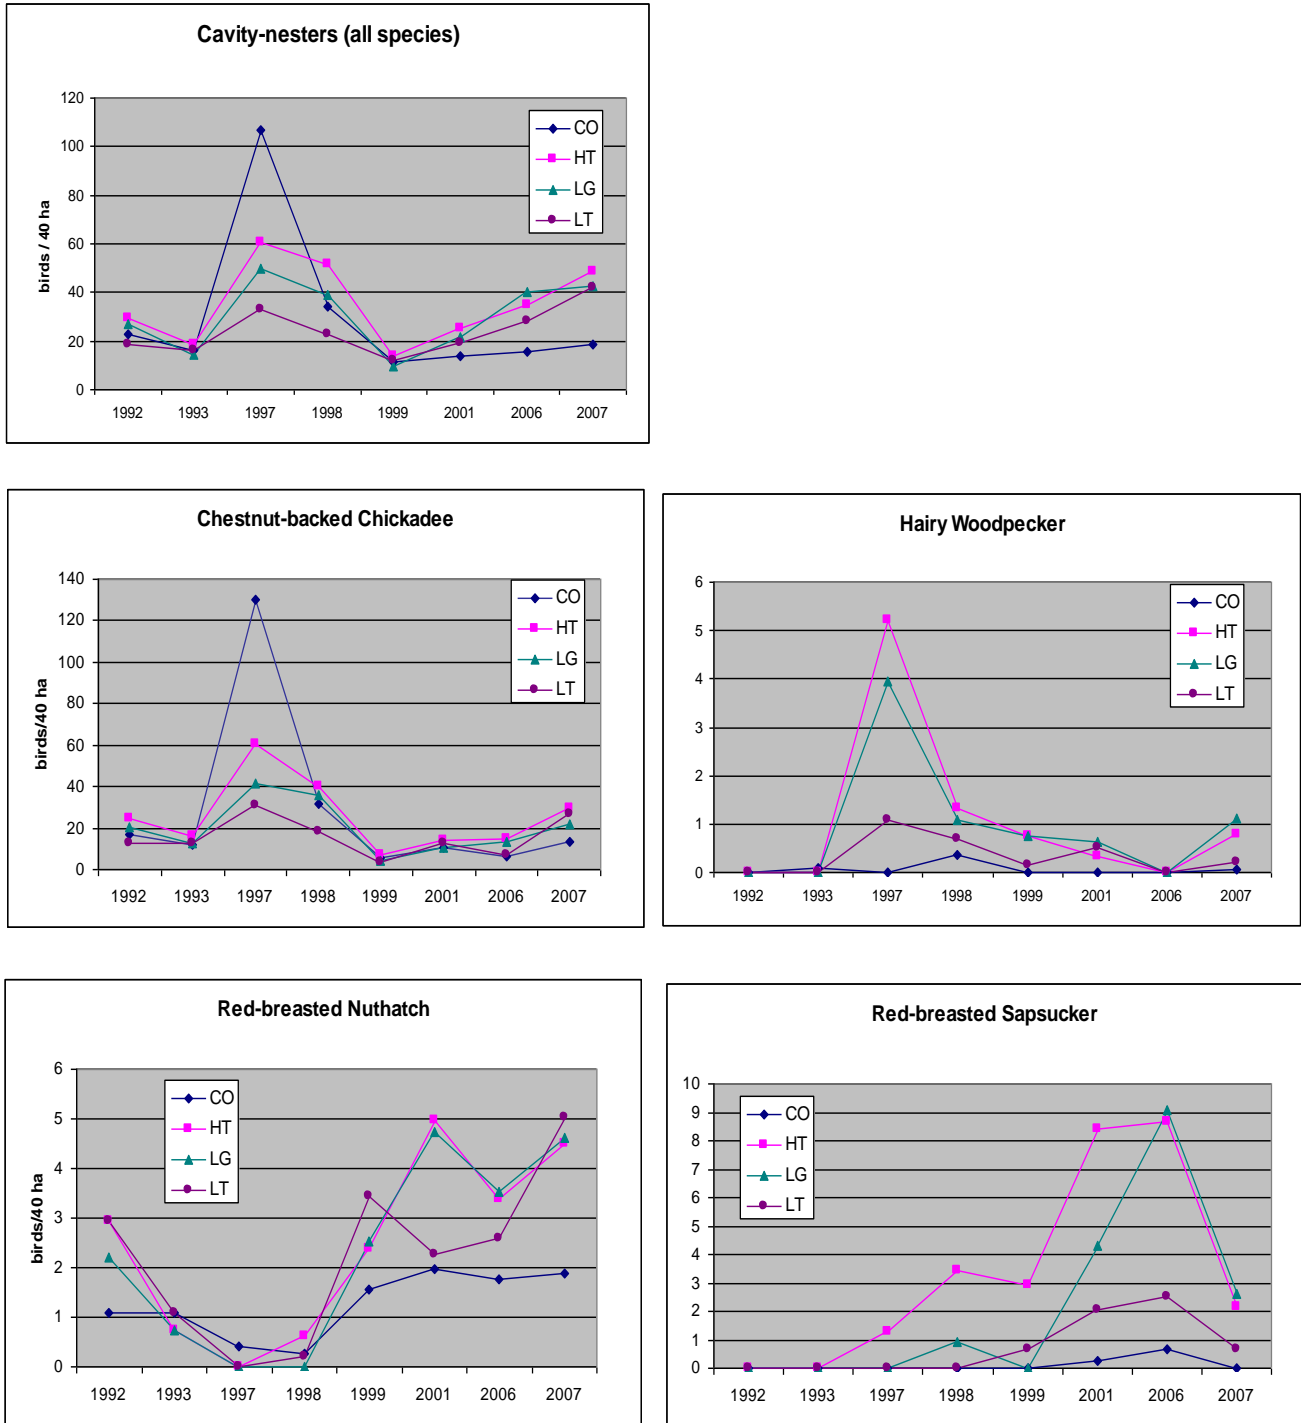 Cavity-nesters (all species)
birds / 40 ha
120
100
80
60
40
20
0
CO
HT
LG
LT
1992 1993 1997 1998 1999 2001 2006 2007
Chestnut-backed Chickadee
birds/40 ha
140
120
100
80
60
40
20
0
CO
HT
LG
LT
1992 1993 1997 1998 1999 2001 2006 2007
Hairy Woodpecker
6
5
4
3
2
1
0
CO
HT
LG
LT
1992 1993 1997 1998 1999 2001 2006 2007
Red-breasted Nuthatch
birds/40 ha
6
5
4
3
2
1
0
CO
HT
LG
LT
1992 1993 1997 1998 1999 2001 2006 2007
Red-breasted Sapsucker
10
9
8
7
6
5
4
3
2
1
0
CO
HT
LG
LT
1992 1993 1997 1998 1999 2001 2006 2007